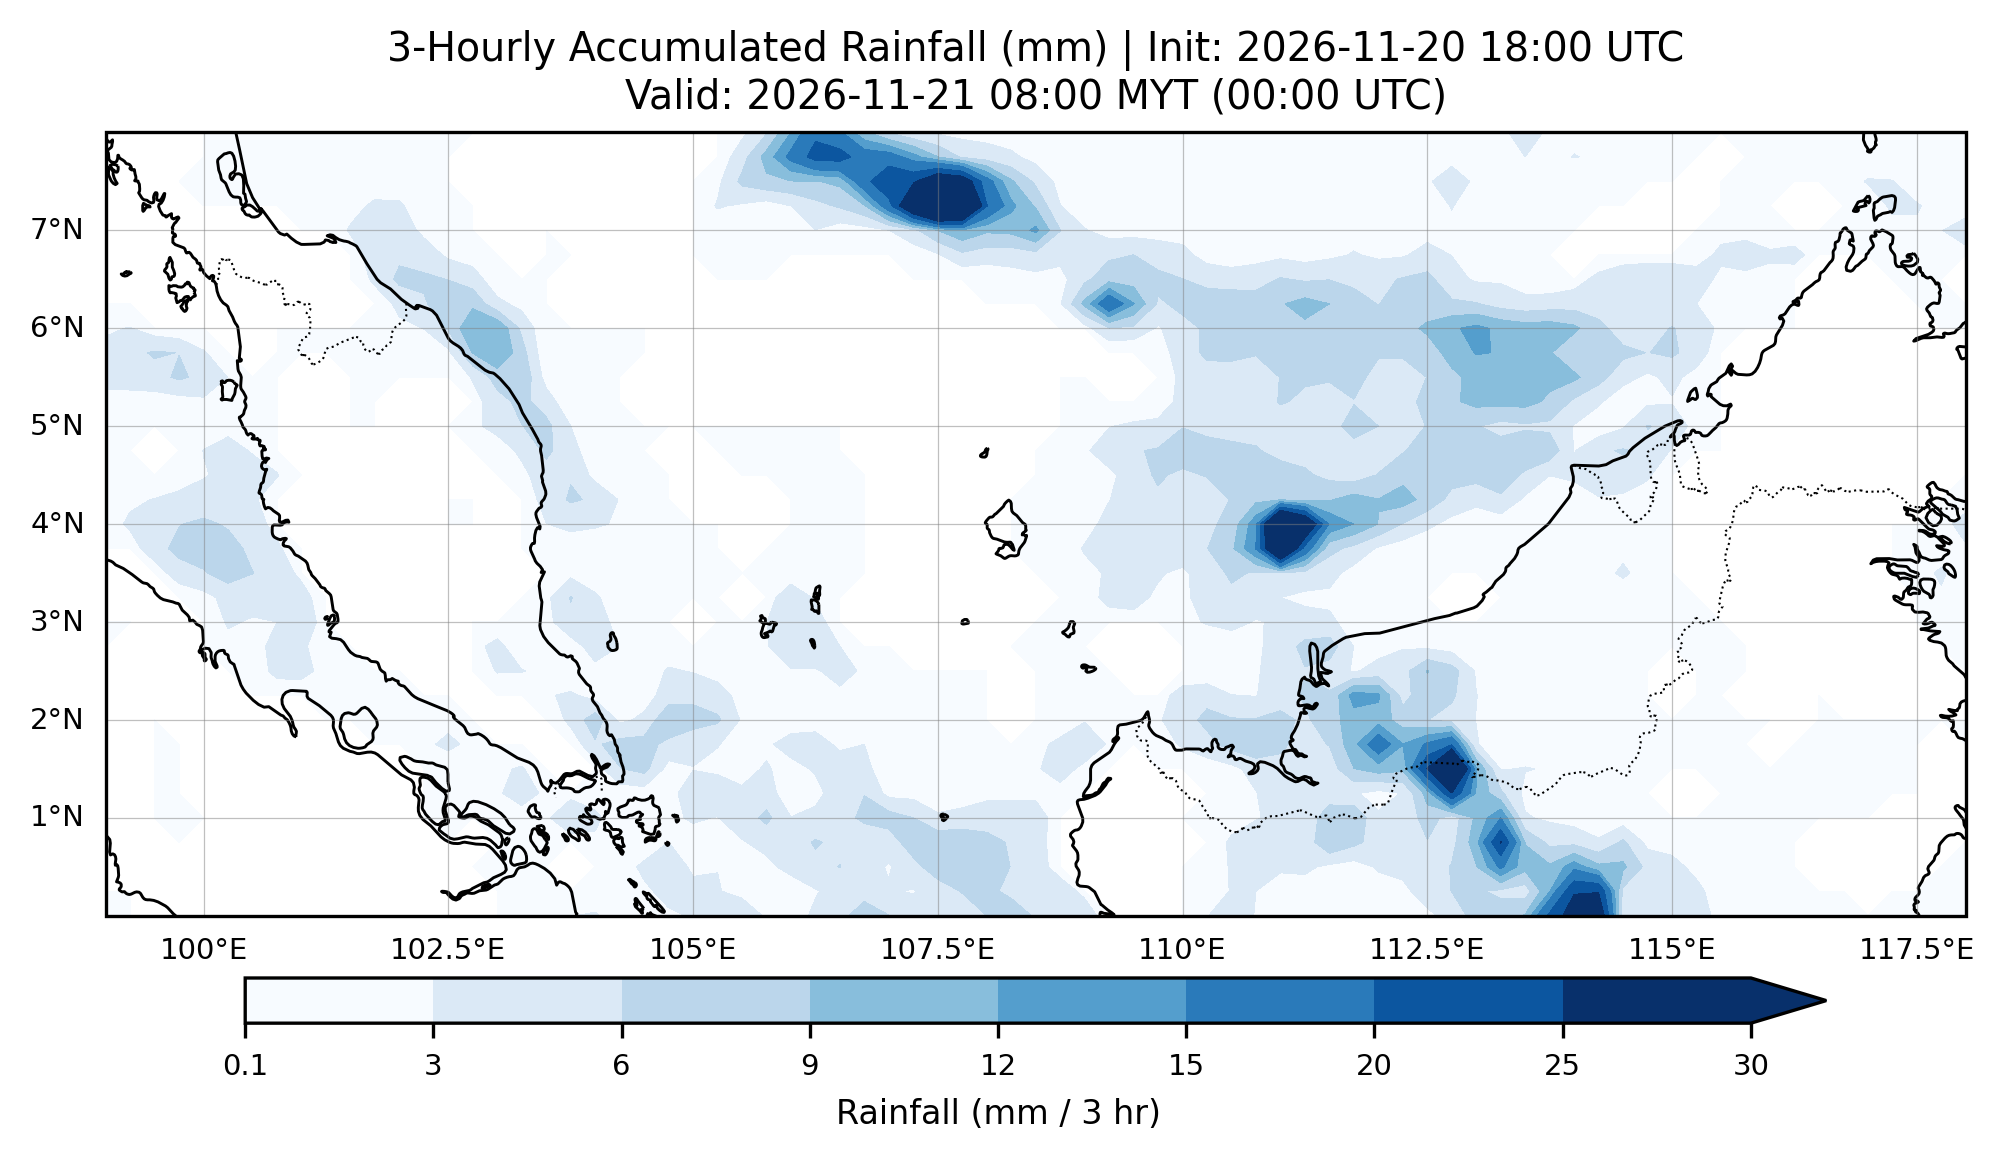 3-Hourly Accumulated Rainfall (mm) | Init: 2026-11-20 18:00 UTC
Valid: 2026-11-21 08:00 MYT (00:00 UTC)
7°N
6°N
5°N
4°N
3°N
2°N
1°N
100°E 102.5°E 105°E 107.5°E 110°E 112.5°E 115°E 117.5°E
0.1 3 6 9 12 15 20 25 30
Rainfall (mm / 3 hr)